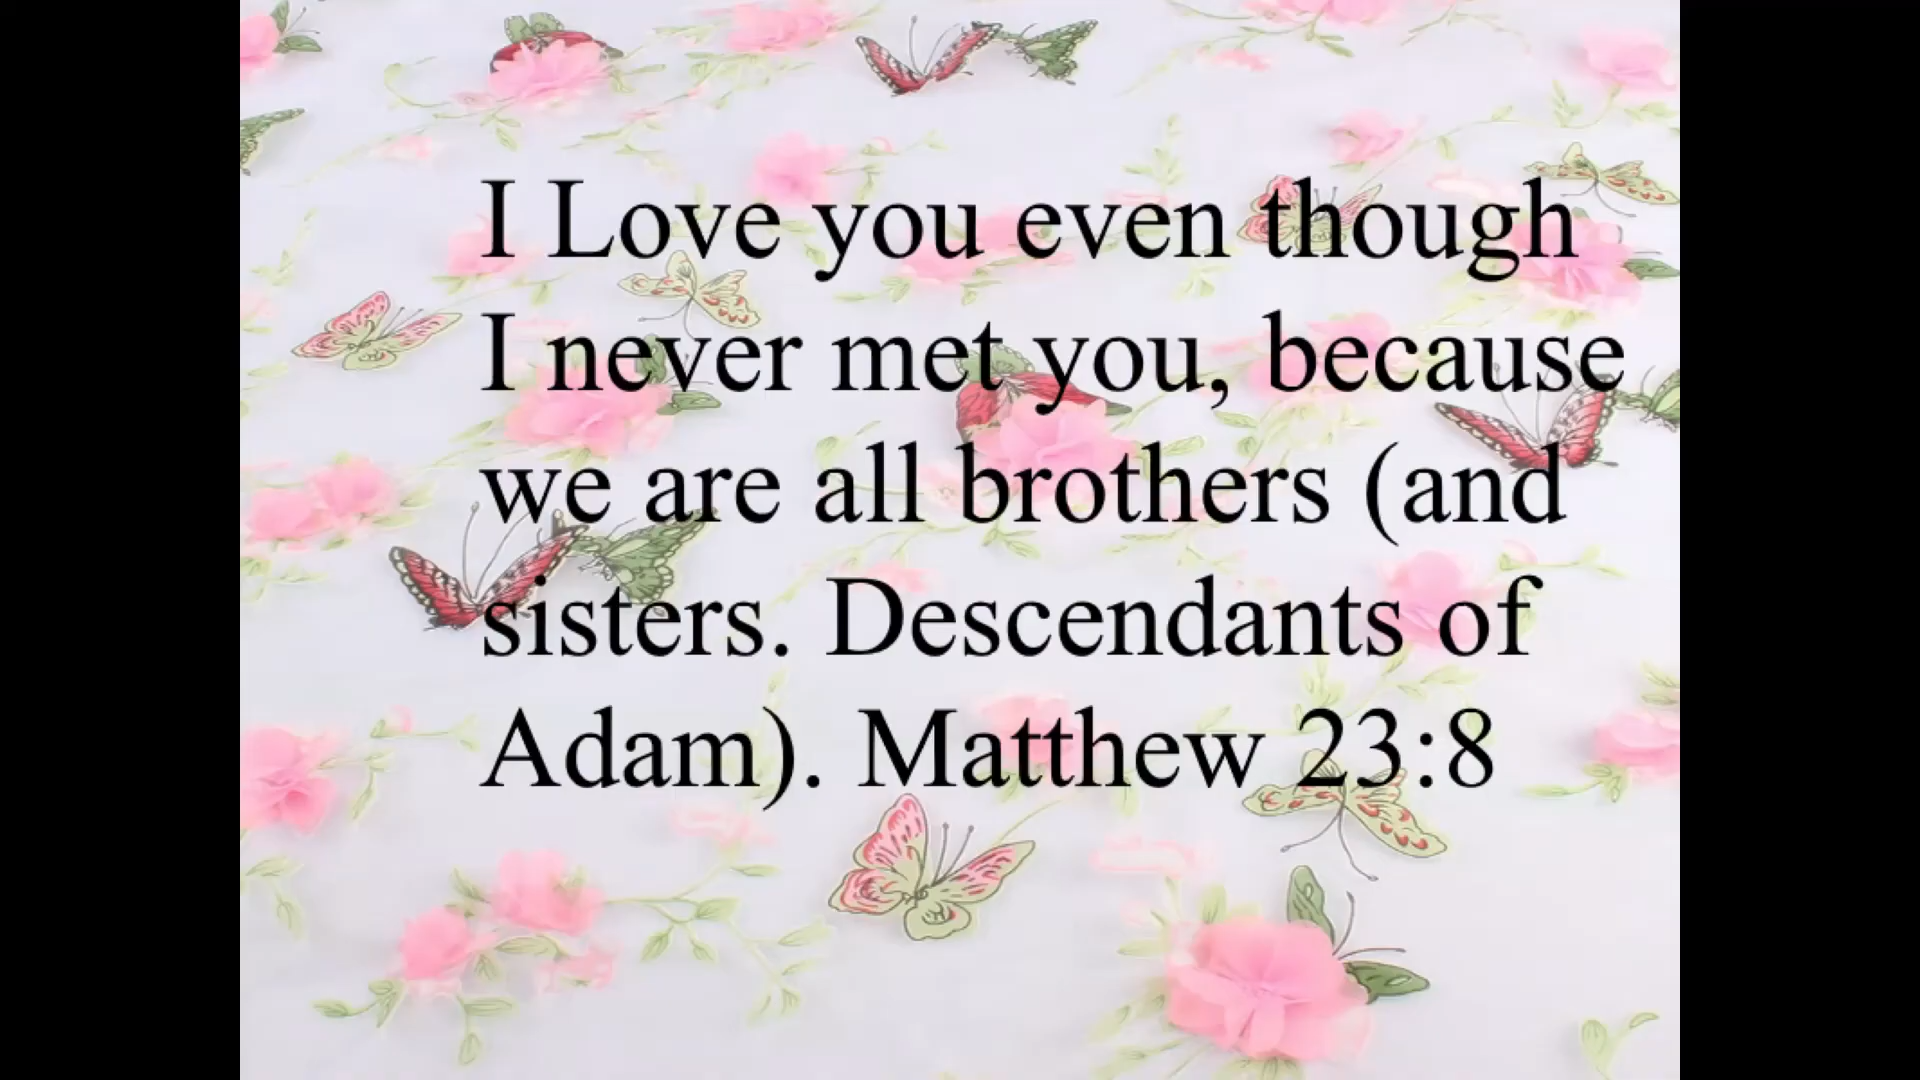 I Love you even though
I never met you, because
we are all brothers (and
sisters. Descendants of
Adam). Matthew 23:8